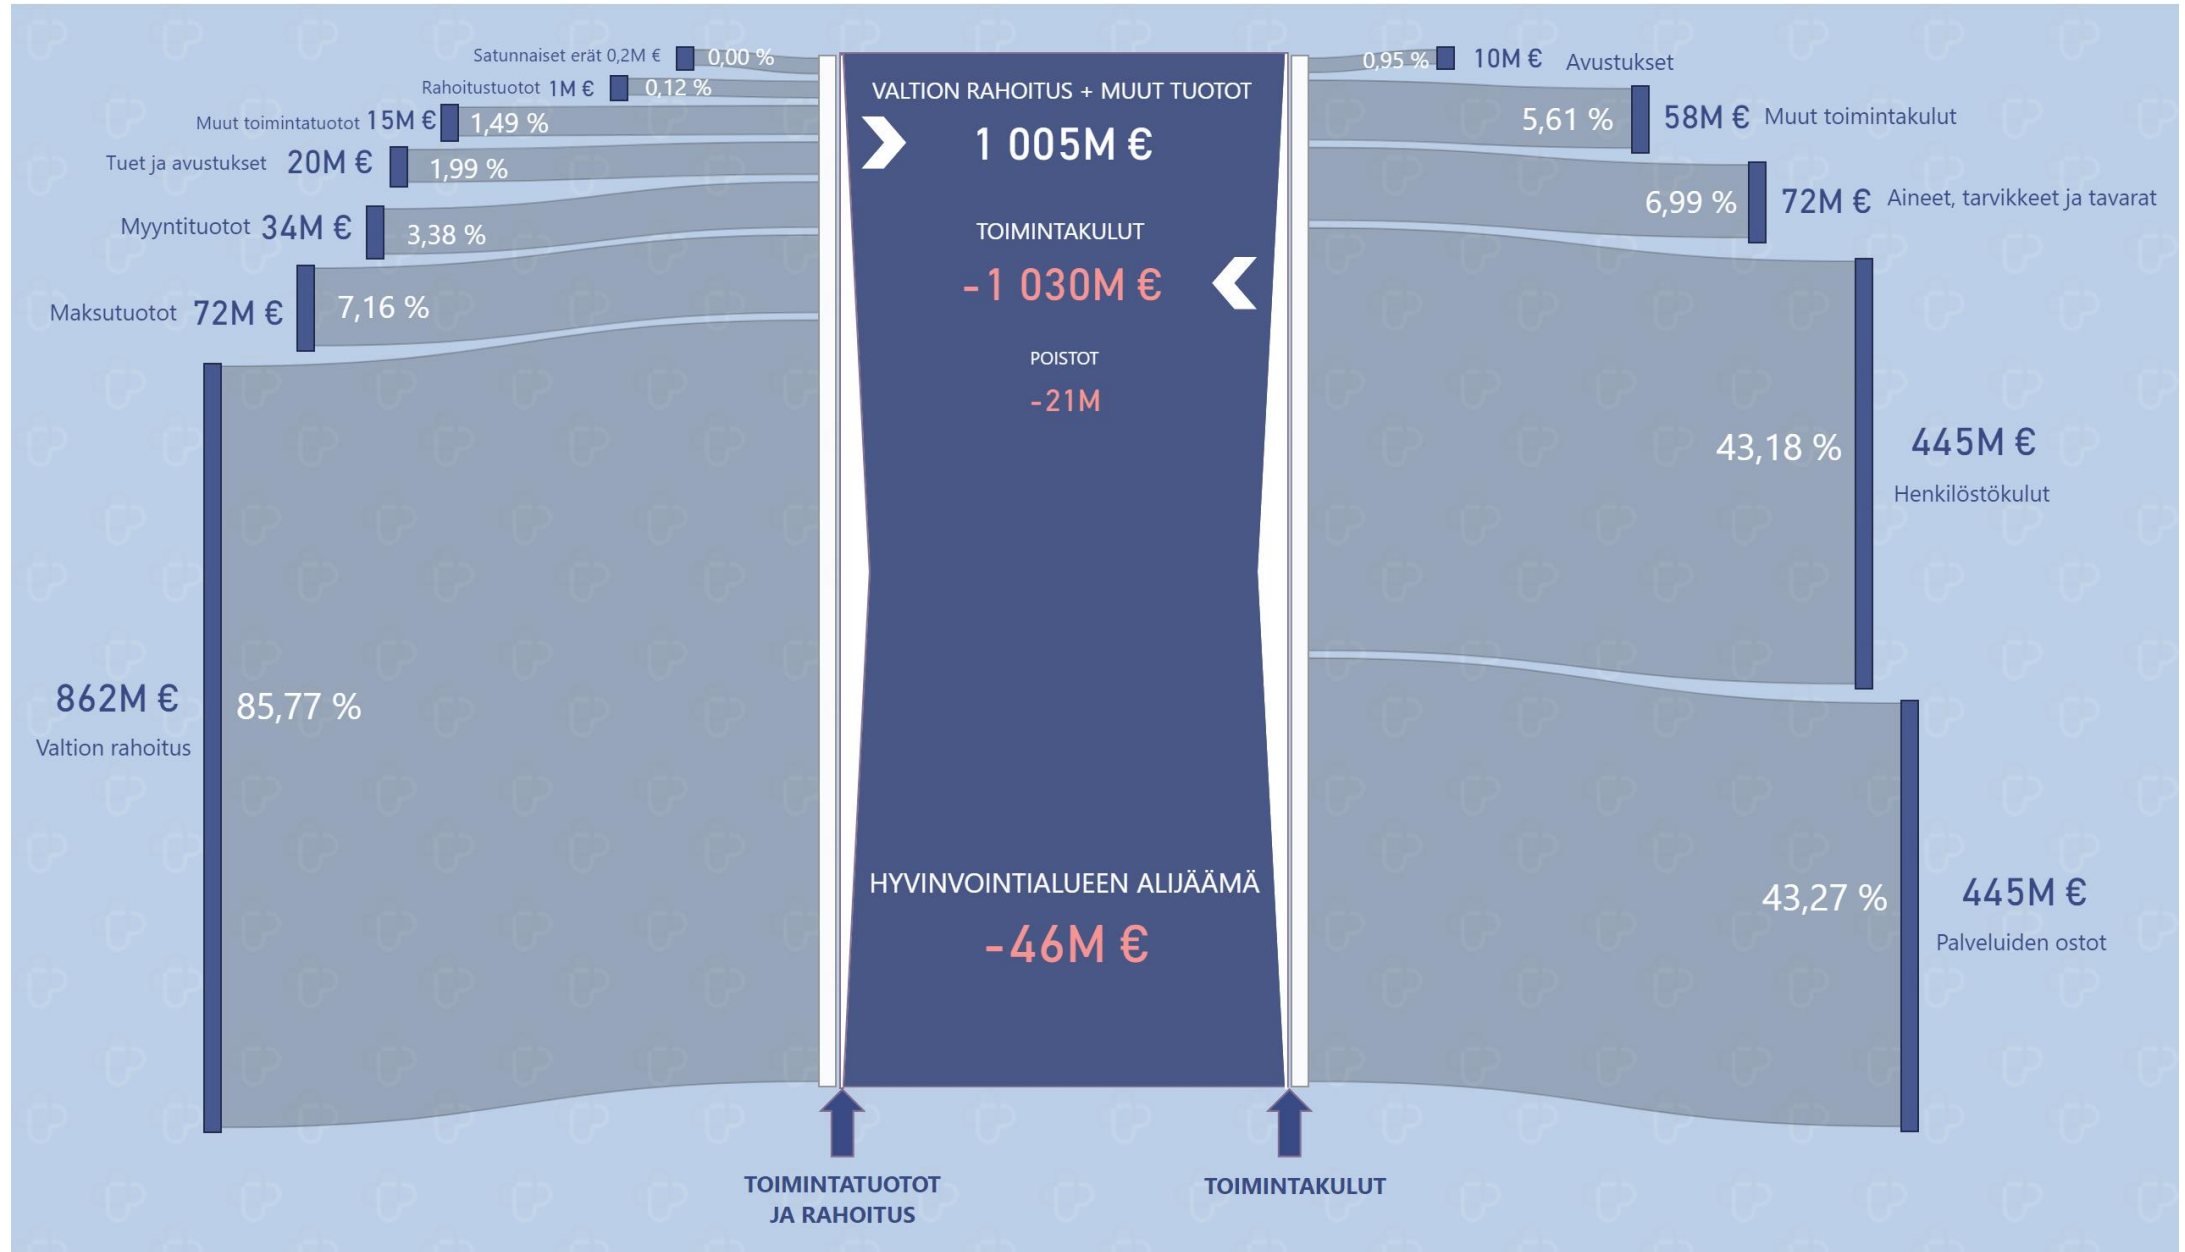 Satunnaiset erät 0,2M €
0,00 %
Rahoitustuotot 1M €
0,12 %
Muut toimintatuotot 15M €
1,49 %
Tuet ja avustukset 20M €
1,99 %
Myyntituotot 34M €
3,38 %
Maksutuotot 72M €
7,16 %
862M €
Valtion rahoitus
85,77 %
VALTION RAHOITUS + MUUT TUOTOT
1 005M €
TOIMINTAKULUT
-1 030M €
POISTOT
-21M
HYVINVOINTIALUEEN ALIJÄÄMÄ
-46M €
0,95 %
10M € Avustukset
5,61 %
58M € Muut toimintakulut
6,99 %
72M € Aineet, tarvikkeet ja tavarat
43,18 %
445M €
Henkilöstökulut
43,27 %
445M €
Palveluiden ostot
TOIMINTATUOTOT
JA RAHOITUS
TOIMINTAKULUT